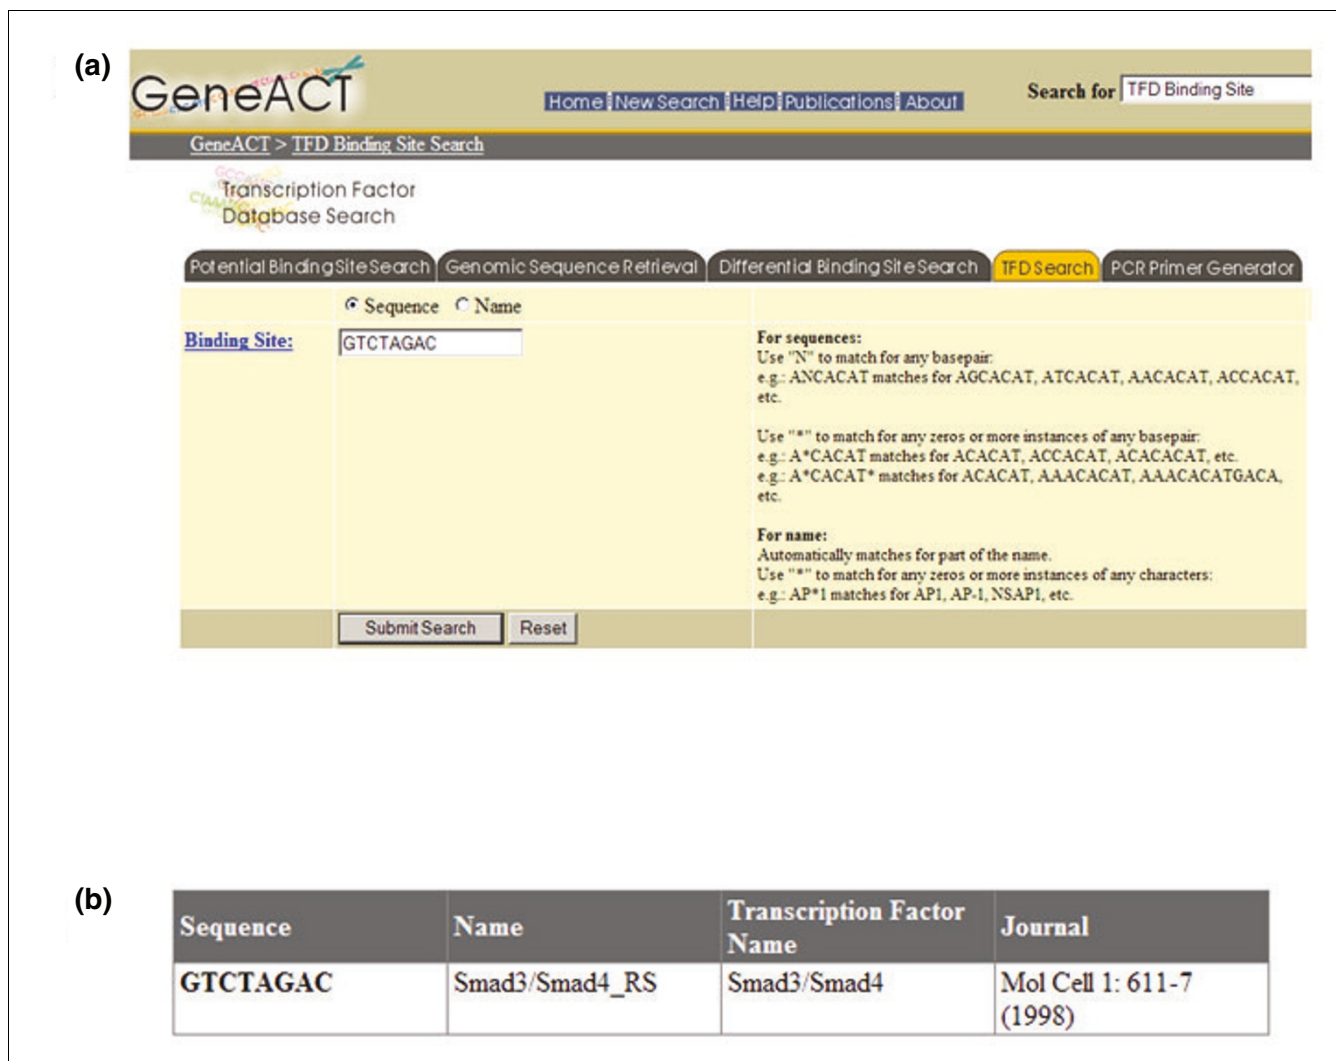 (a)
GeneACT
Home New Search Help Publications About
Search for TFD Binding Site
GeneACT > TFD Binding Site Search
Transcription Factor
Database Search
Potential Binding Site Search Genomic Sequence Retrieval Differential Binding Site Search TFD Search PCR Primer Generator
Sequence Name
Binding Site: GTCTAGAC
For sequences:
Use "N" to match for any basepair:
e.g.: ANCACAT matches for AGCACAT, ATCACAT, AACACAT, ACCACAT,
etc.
Use "*" to match for any zeros or more instances of any basepair:
e.g.: A*CACAT matches for ACACAT, ACCACAT, ACACACAT, etc.
e.g.: A*CACAT* matches for ACACAT, AAACACAT, AAACACATGACA,
etc.
For name:
Automatically matches for part of the name.
Use "*" to match for any zeros or more instances of any characters:
e.g.: AP*1 matches for AP1, AP-1, NSAP1, etc.
Submit Search Reset
(b)
Sequence Name Transcription Factor Name Journal
GTCTAGAC Smad3/Smad4_RS Smad3/Smad4 Mol Cell 1: 611-7
(1998)